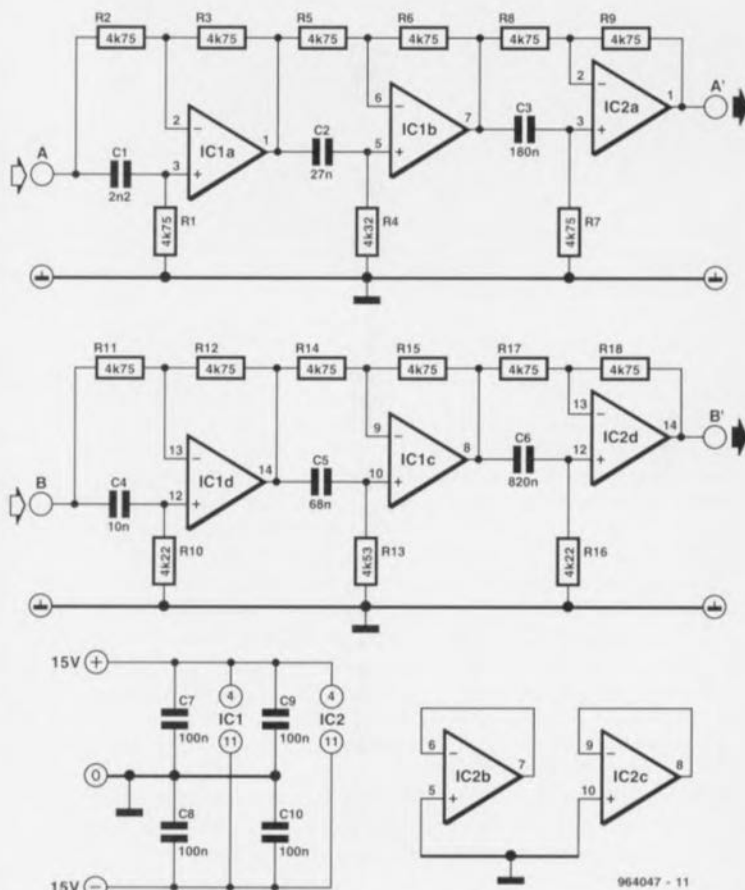 R2 R3 R5 R6 R8 R9
4k75 4k75 4k75 4k75 4k75 4k75
A C1 2n2
2 − 3 + IC1a 1
R1 4k75
C2 27n
6 − 5 + IC1b 7
R4 4k32
C3 180n
2 − 3 + IC2a 1
R7 4k75
A'
R11 R12 R14 R15 R17 R18
4k75 4k75 4k75 4k75 4k75 4k75
B C4 10n
13 − 12 + IC1d 14
R10 4k22
C5 68n
9 − 10 + IC1c 8
R13 4k53
C6 820n
13 − 12 + IC2d 14
R16 4k22
B'
15V +
C7 100n
4 IC1 11
C9 100n
4 IC2 11
0
C8 100n
C10 100n
15V −
6 − 5 + IC2b 7
9 − 10 + IC2c 8
964047 - 11